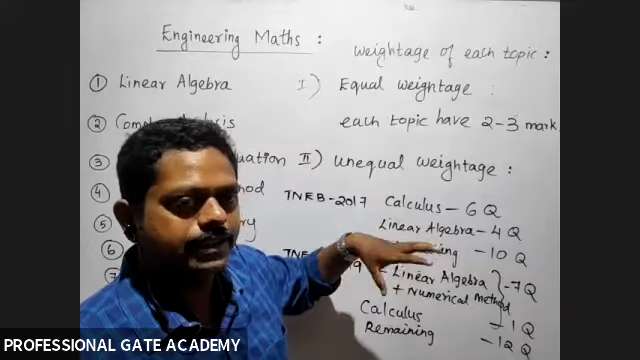 Engineering Maths :
weightage of each topic :
① Linear Algebra
I) Equal weightage :
②
each topic have 2-3 mark
③
II) unequal weightage :
④
TNEB-2017 Calculus - 6 Q
⑤
Linear Algebra - 4 Q
⑥
- 10 Q
- Linear Algebra
+ Numerical Method
- 7 Q
Calculus - 1 Q
Remaining - 12 Q
PROFESSIONAL GATE ACADEMY